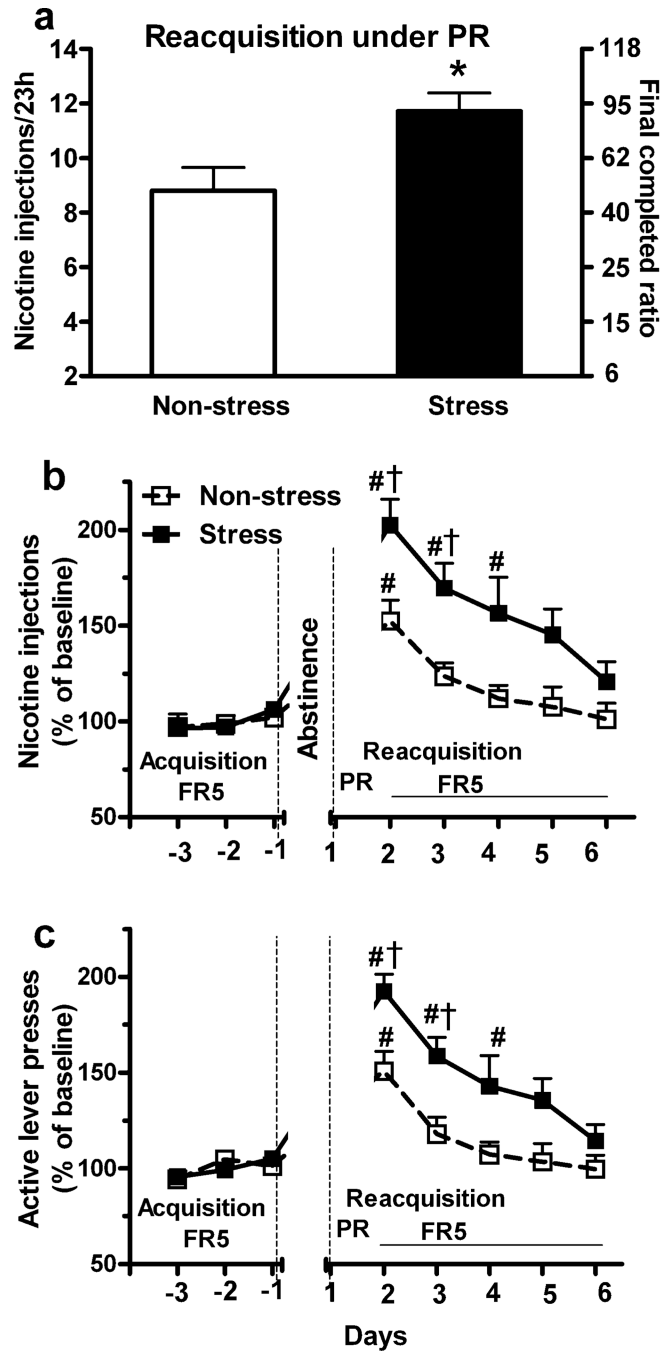 a
Reacquisition under PR
Nicotine injections/23h
14
12
10
8
6
4
2
*
118
95
62
40
25
15
6
Final completed ratio
Non-stress
Stress
b
Non-stress
Stress
Nicotine injections
(% of baseline)
200
150
100
50
#†
#†
#
#
Abstinence
Acquisition
FR5
Reacquisition
PR
FR5
-3 -2 -1 1 2 3 4 5 6
c
Active lever presses
(% of baseline)
200
150
100
50
#†
#†
#
#
Acquisition
FR5
Reacquisition
PR
FR5
-3 -2 -1 1 2 3 4 5 6
Days